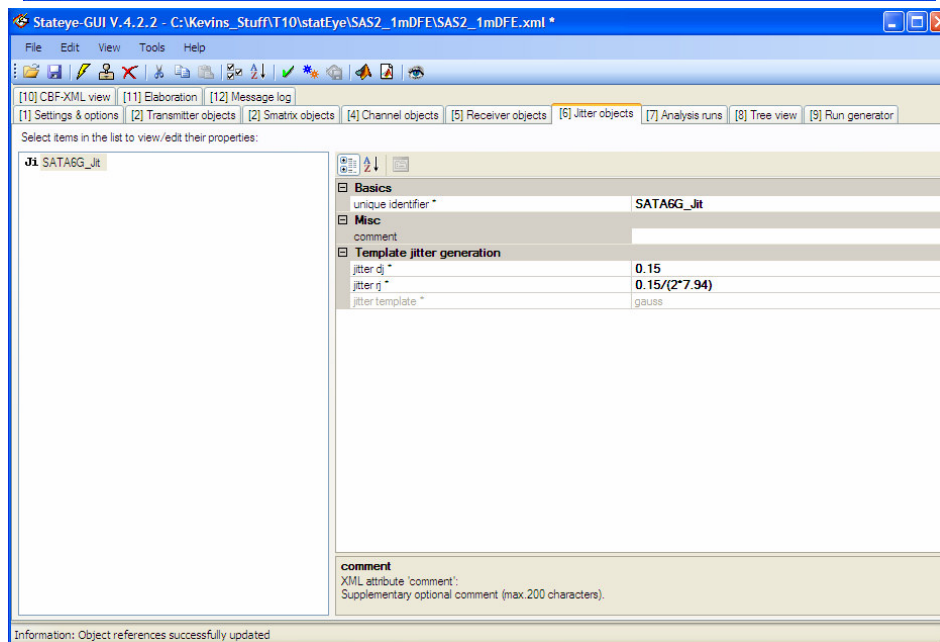 Stateye-GUI V.4.2.2 - C:\Kevins_Stuff\T10\statEye\SAS2_1mDFE\SAS2_1mDFE.xml *
File Edit View Tools Help
[10] CBF-XML view [11] Elaboration [12] Message log
[1] Settings & options [2] Transmitter objects [2] Smatrix objects [4] Channel objects [5] Receiver objects [6] Jitter objects [7] Analysis runs [8] Tree view [9] Run generator
Select items in the list to view/edit their properties:
Ji SATA6G_Jit
Basics
unique identifier * SATA6G_Jit
Misc
comment
Template jitter generation
jitter dj * 0.15
jitter rj * 0.15/(2*7.94)
jitter template * gauss
comment
XML attribute 'comment':
Supplementary optional comment (max.200 characters).
Information: Object references successfully updated